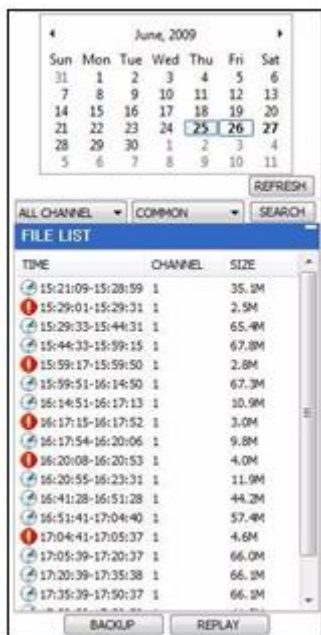 June, 2009
Sun Mon Tue Wed Thu Fri Sat
31 1 2 3 4 5 6
7 8 9 10 11 12 13
14 15 16 17 18 19 20
21 22 23 24 25 26 27
28 29 30 1 2 3 4
5 6 7 8 9 10 11
REFRESH
ALL CHANNEL COMMON SEARCH
FILE LIST
TIME CHANNEL SIZE
15:21:09-15:28:59 1 35.1M
15:29:01-15:29:31 1 2.5M
15:29:33-15:44:31 1 65.4M
15:44:33-15:59:15 1 67.8M
15:59:17-15:59:50 1 2.8M
15:59:51-16:14:50 1 67.3M
16:14:51-16:17:13 1 10.9M
16:17:15-16:17:52 1 3.0M
16:17:54-16:20:06 1 9.8M
16:20:08-16:20:53 1 4.0M
16:20:55-16:23:31 1 11.9M
16:41:28-16:51:28 1 44.2M
16:51:41-17:04:40 1 57.4M
17:04:41-17:05:37 1 4.6M
17:05:39-17:20:37 1 66.0M
17:20:39-17:35:38 1 66.1M
17:35:39-17:50:37 1 66.1M
BACKUP REPLAY